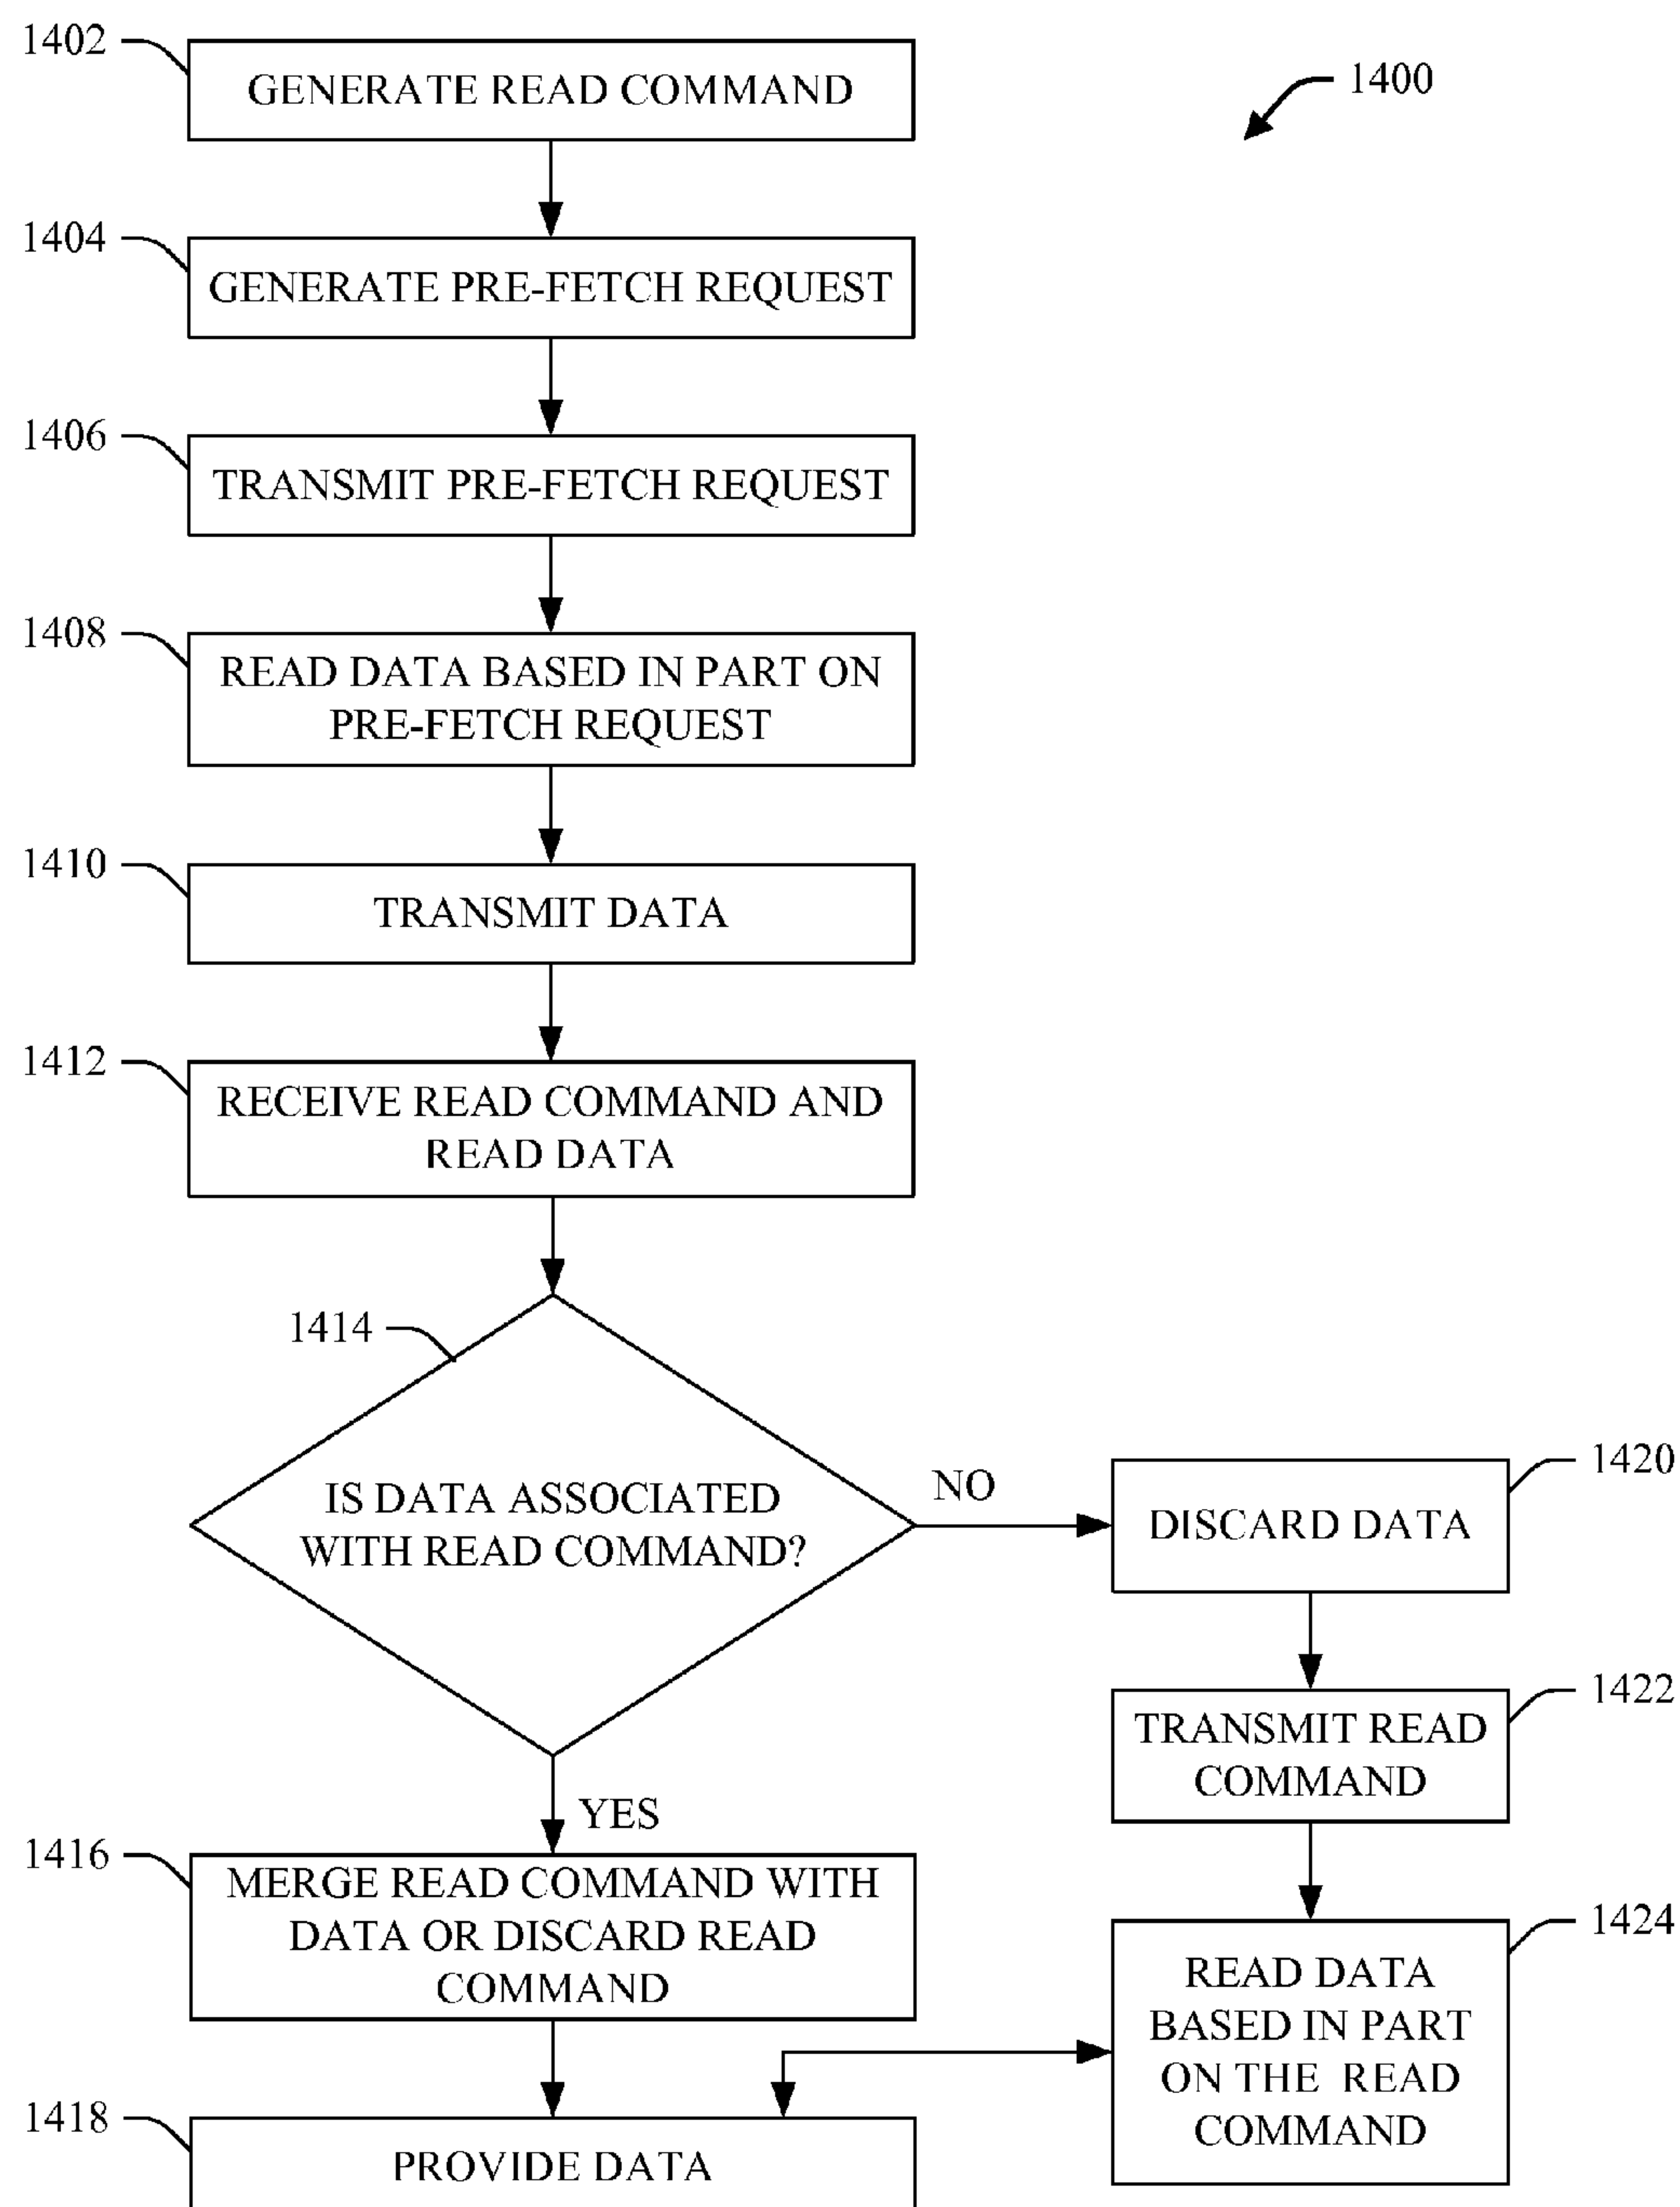 1402
GENERATE READ COMMAND
1400
1404
GENERATE PRE-FETCH REQUEST
1406
TRANSMIT PRE-FETCH REQUEST
1408
READ DATA BASED IN PART ON
PRE-FETCH REQUEST
1410
TRANSMIT DATA
1412
RECEIVE READ COMMAND AND
READ DATA
1414
IS DATA ASSOCIATED
WITH READ COMMAND?
NO
1420
DISCARD DATA
1422
TRANSMIT READ
COMMAND
YES
1416
MERGE READ COMMAND WITH
DATA OR DISCARD READ
COMMAND
1424
READ DATA
BASED IN PART
ON THE READ
COMMAND
1418
PROVIDE DATA